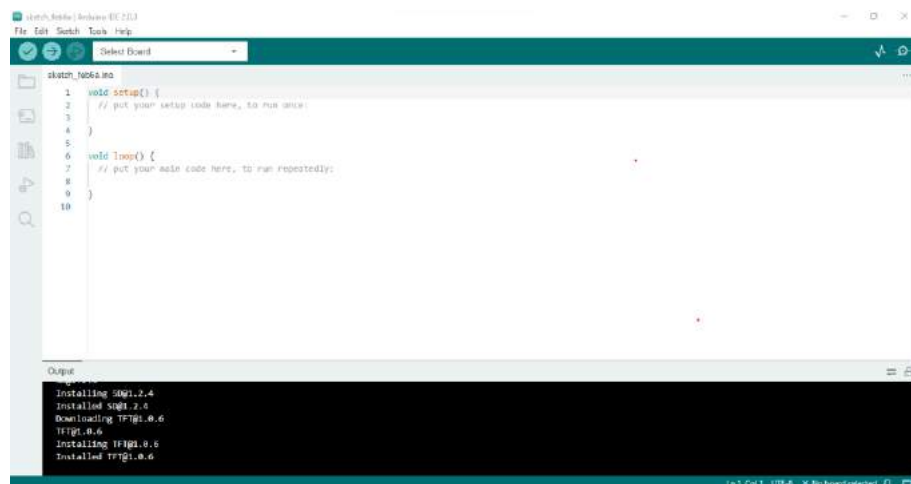 File Edit Sketch Tools Help
Select Board
sketch_feb6a.ino
1 void setup() {
2 // put your setup code here, to run once:
3
4 }
5
6 void loop() {
7 // put your main code here, to run repeatedly:
8
9 }
10
Output
Installing SD@1.2.4
Installed SD@1.2.4
Downloading TFT@1.0.6
TFT@1.0.6
Installing TFT@1.0.6
Installed TFT@1.0.6